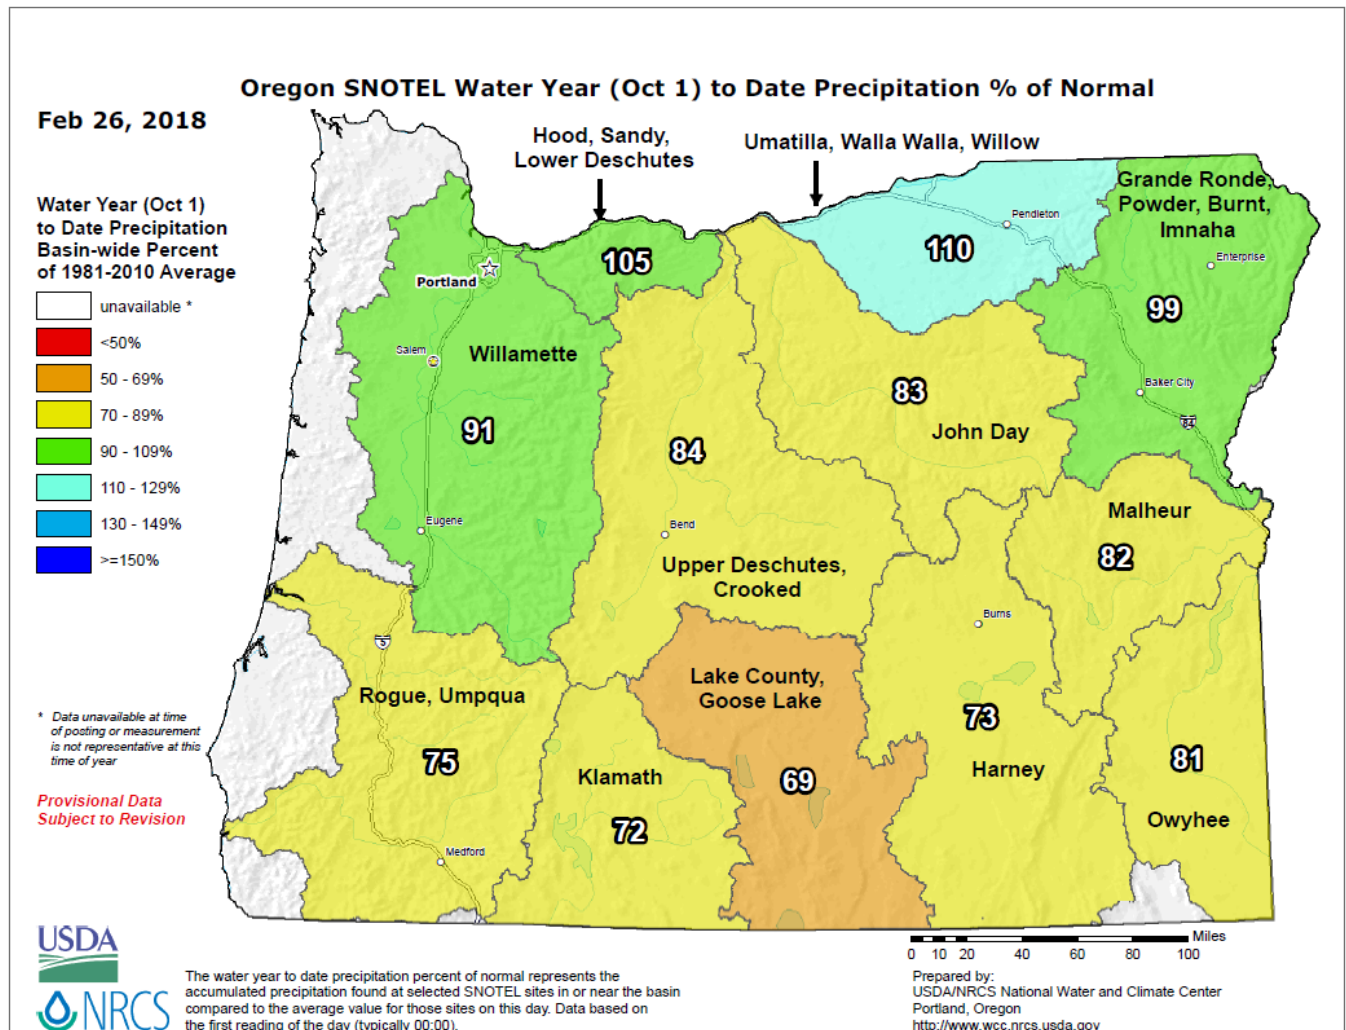 Oregon SNOTEL Water Year (Oct 1) to Date Precipitation % of Normal
Feb 26, 2018
Hood, Sandy,
Lower Deschutes
Umatilla, Walla Walla, Willow
Water Year (Oct 1)
to Date Precipitation
Basin-wide Percent
of 1981-2010 Average
unavailable *
<50%
50 - 69%
70 - 89%
90 - 109%
110 - 129%
130 - 149%
>=150%
Grande Ronde,
Powder, Burnt,
Imnaha
Pendleton
Enterprise
110
105
Portland
99
Salem
Willamette
Baker City
83
84
John Day
91
84
Malheur
Eugene
Bend
82
Upper Deschutes,
Crooked
Burns
5
Lake County,
Goose Lake
Rogue, Umpqua
73
75
Klamath
69
Harney
81
72
Owyhee
Medford
* Data unavailable at time
of posting or measurement
is not representative at this
time of year
Provisional Data
Subject to Revision
Miles
0 10 20 40 60 80 100
USDA
NRCS
The water year to date precipitation percent of normal represents the
accumulated precipitation found at selected SNOTEL sites in or near the basin
compared to the average value for those sites on this day. Data based on
the first reading of the day (typically 00:00).
Prepared by:
USDA/NRCS National Water and Climate Center
Portland, Oregon
http://www.wcc.nrcs.usda.gov